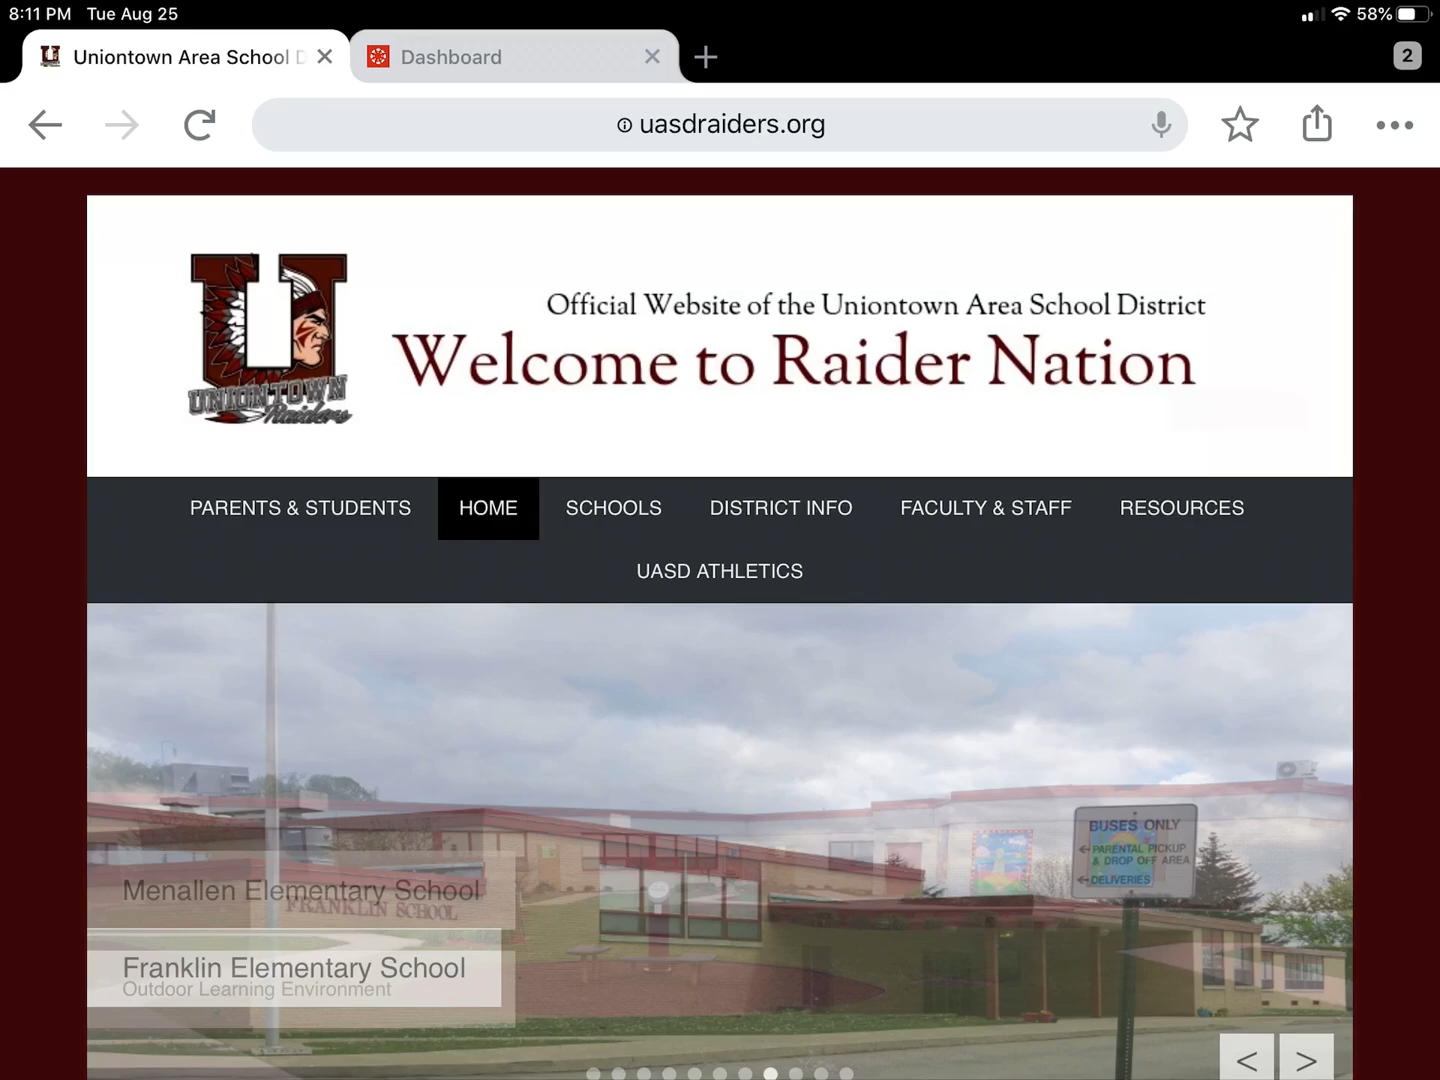 8:11 PM Tue Aug 25
58%
Uniontown Area School D
Dashboard
2
uasdraiders.org
UNIONTOWN
Raiders
Official Website of the Uniontown Area School District
Welcome to Raider Nation
PARENTS & STUDENTS HOME SCHOOLS DISTRICT INFO FACULTY & STAFF RESOURCES
UASD ATHLETICS
BUSES ONLY
PARENTAL PICKUP
& DROP OFF AREA
DELIVERIES
Menallen Elementary School
FRANKLIN SCHOOL
Franklin Elementary School
Outdoor Learning Environment
< >